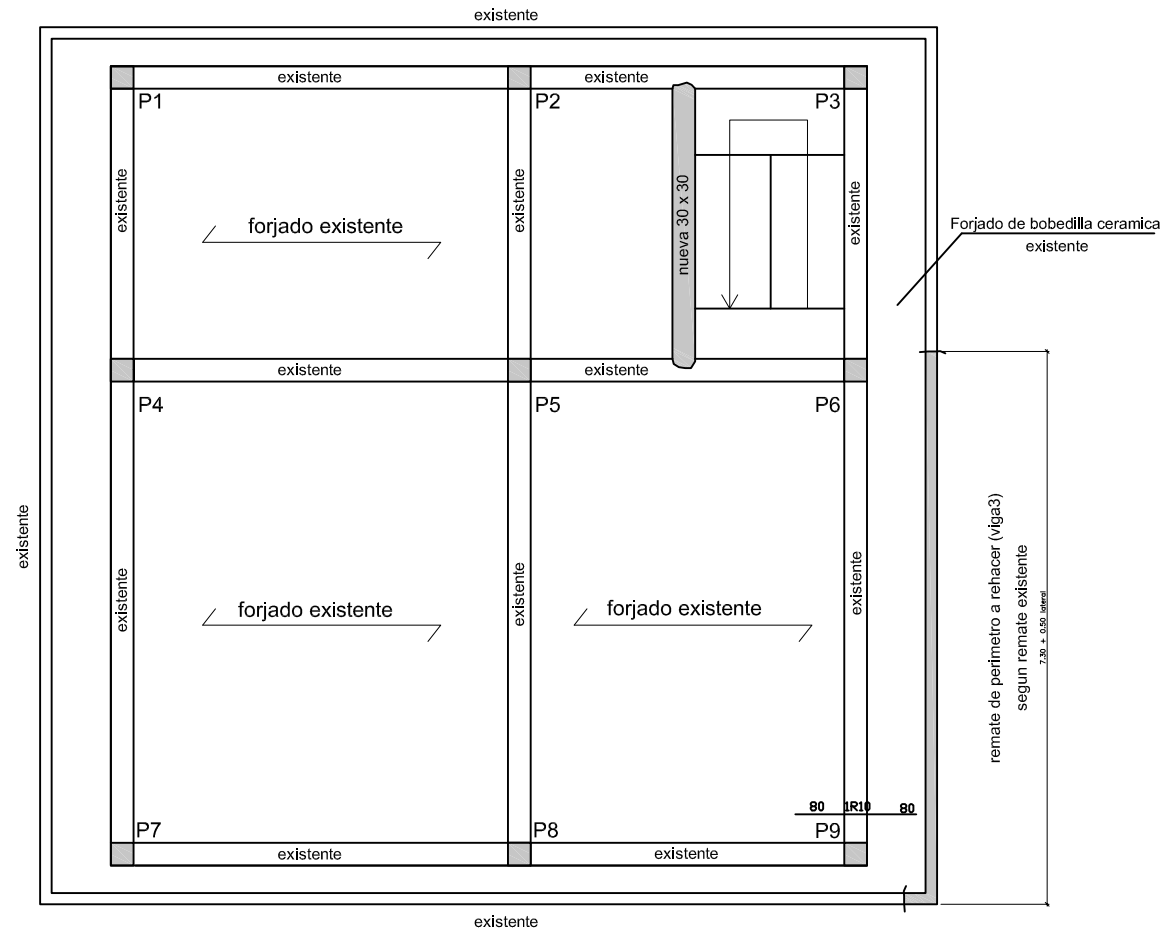 existente
existente
existente
P1
P2
P3
existente
existente
nueva 30 x 30
existente
forjado existente
Forjado de bobedilla ceramica
existente
existente
existente
P4
P5
P6
existente
existente
existente
existente
forjado existente
forjado existente
remate de perimetro a rehacer (viga3)
segun remate existente
7.30 + 0.50 lateral
80 1R10 80
P7
P8
P9
existente
existente
existente